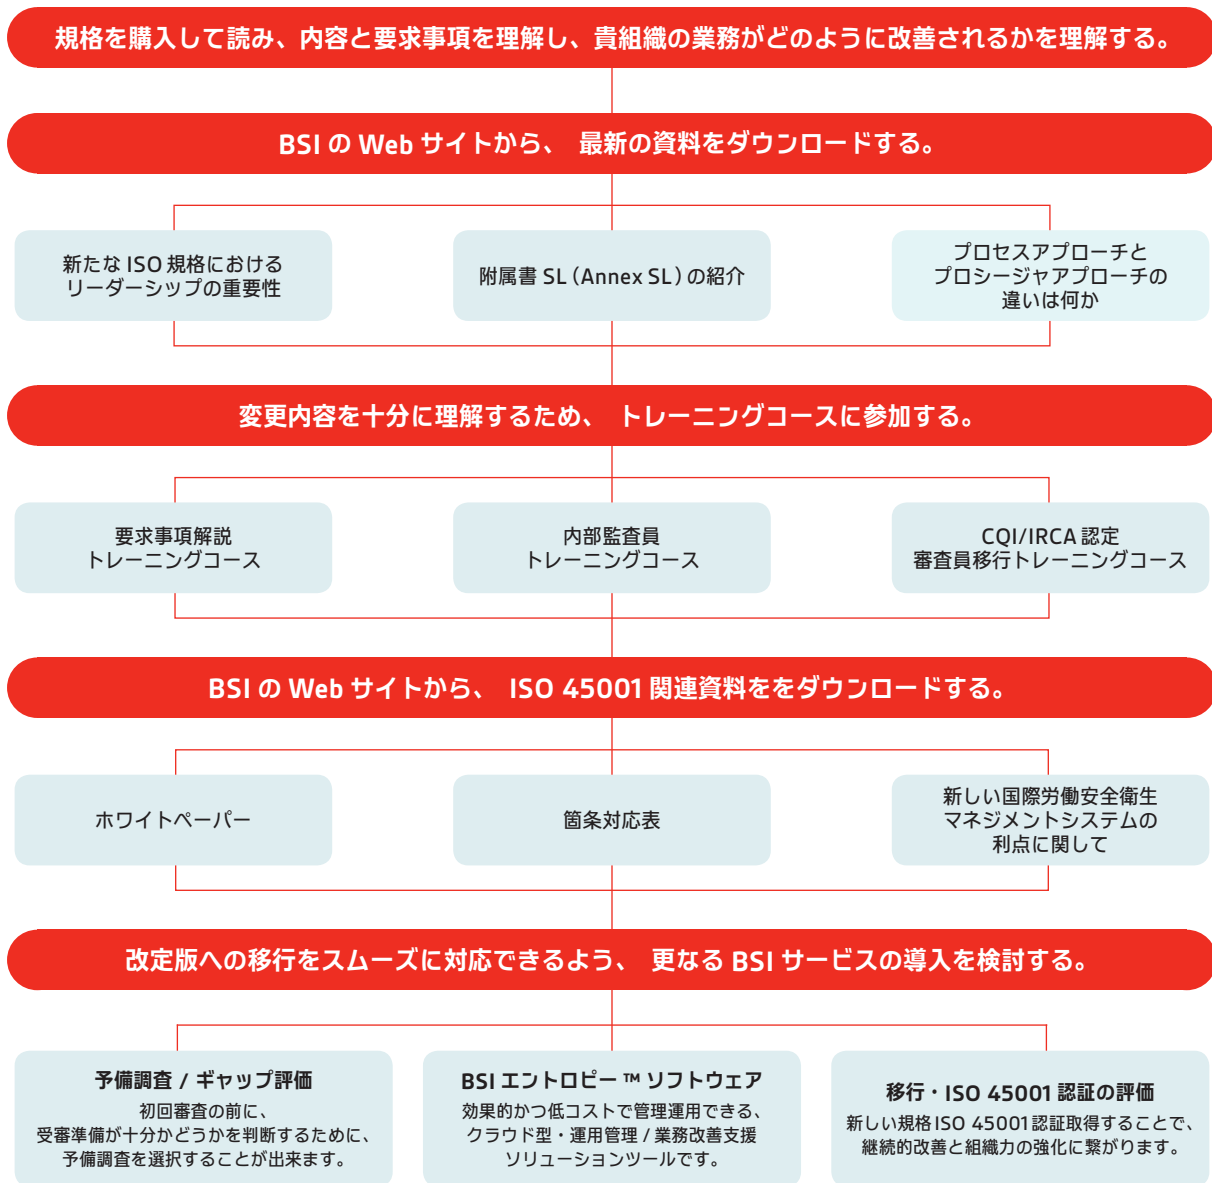 規格を購入して読み、内容と要求事項を理解し、貴組織の業務がどのように改善されるかを理解する。
BSI の Web サイトから、 最新の資料をダウンロードする。
新たな ISO 規格における
リーダーシップの重要性
附属書 SL（Annex SL）の紹介
プロセスアプローチと
プロシージャアプローチの
違いは何か
変更内容を十分に理解するため、 トレーニングコースに参加する。
要求事項解説
トレーニングコース
内部監査員
トレーニングコース
CQI/IRCA 認定
審査員移行トレーニングコース
BSI の Web サイトから、 ISO 45001 関連資料ををダウンロードする。
ホワイトペーパー
箇条対応表
新しい国際労働安全衛生
マネジメントシステムの
利点に関して
改定版への移行をスムーズに対応できるよう、 更なる BSI サービスの導入を検討する。
予備調査 / ギャップ評価
初回審査の前に、
受審準備が十分かどうかを判断するために、
予備調査を選択することが出来ます。
BSI エントロピー ™ ソフトウェア
効果的かつ低コストで管理運用できる、
クラウド型・運用管理 / 業務改善支援
ソリューションツールです。
移行・ISO 45001 認証の評価
新しい規格 ISO 45001 認証取得することで、
継続的改善と組織力の強化に繋がります。